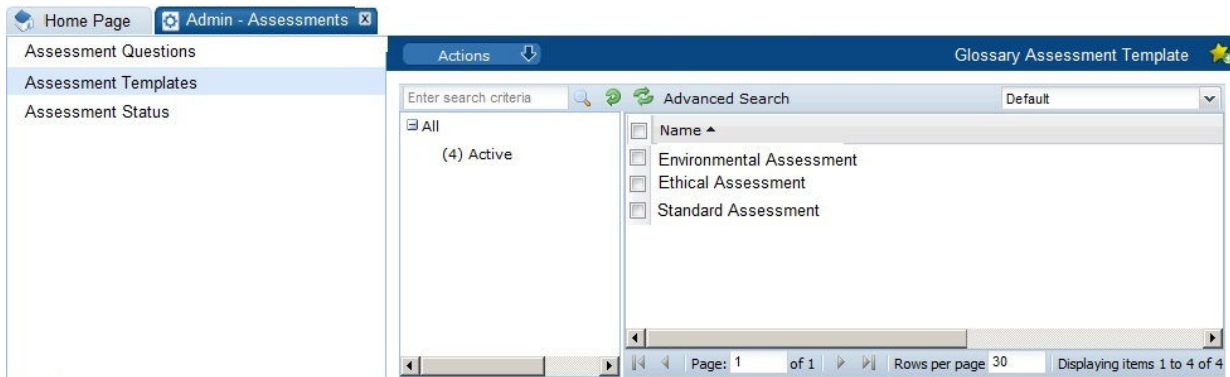 Home Page Admin - Assessments
Assessment Questions
Assessment Templates
Assessment Status
Actions Glossary Assessment Template
Enter search criteria Advanced Search Default
All
(4) Active
Name
Environmental Assessment
Ethical Assessment
Standard Assessment
Page: 1 of 1 Rows per page 30 Displaying items 1 to 4 of 4